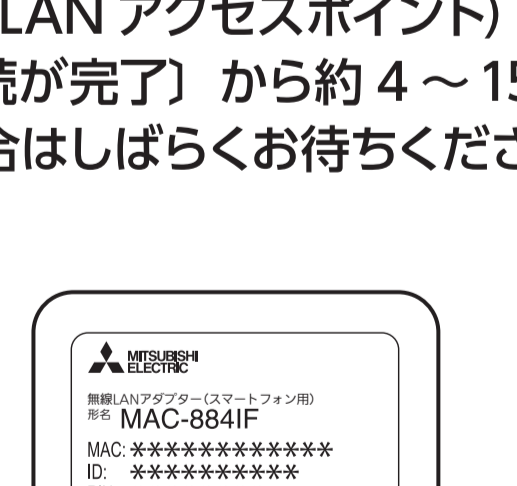 LAN アクセスポイント)
続が完了〕から約 4 ～ 15
合はしばらくお待ちくださ
MITSUBISHI
ELECTRIC
無線LANアダプター(スマートフォン用)
形名 MAC-884IF
MAC: ************
ID: **********